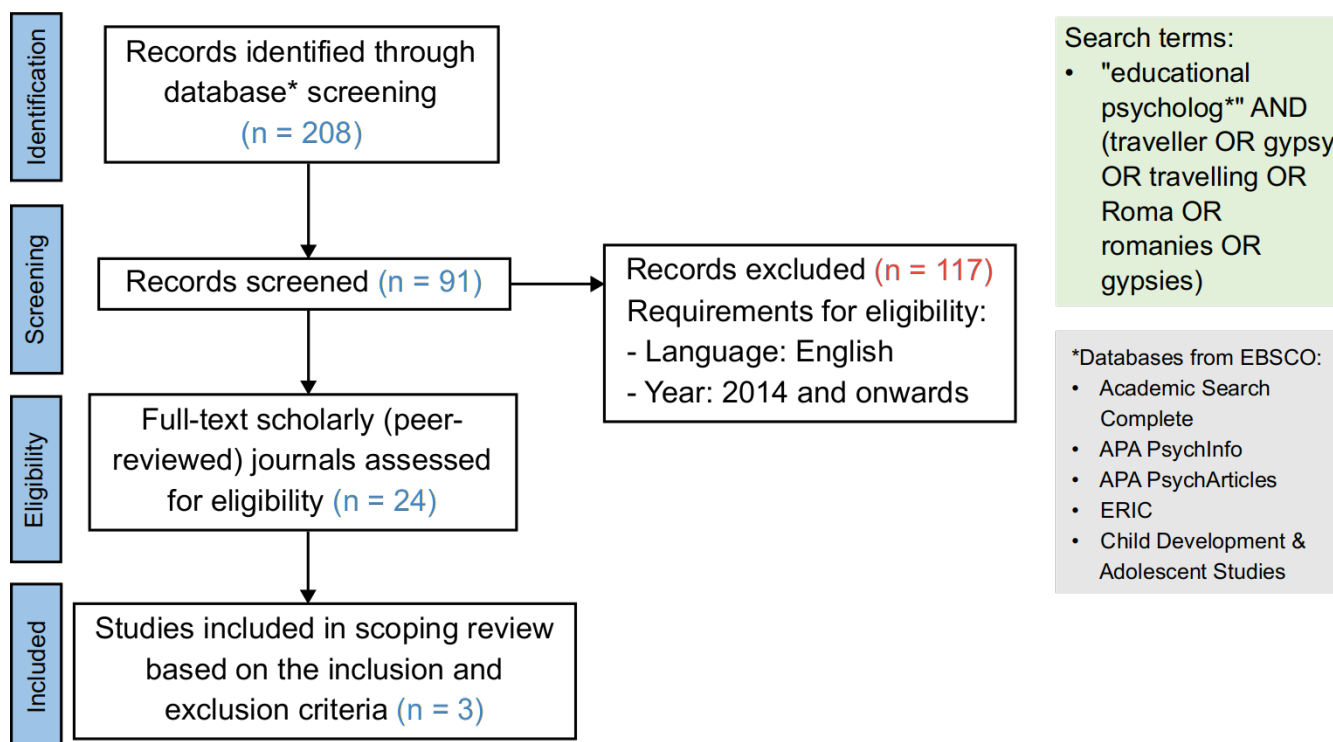 Identification
Records identified through
database* screening
(n = 208)
Screening
Records screened (n = 91)
Records excluded (n = 117)
Requirements for eligibility:
- Language: English
- Year: 2014 and onwards
Eligibility
Full-text scholarly (peer-
reviewed) journals assessed
for eligibility (n = 24)
Included
Studies included in scoping review
based on the inclusion and
exclusion criteria (n = 3)
Search terms:
• "educational
psycholog*" AND
(traveller OR gypsy
OR travelling OR
Roma OR
romanies OR
gypsies)
*Databases from EBSCO:
• Academic Search
Complete
• APA PsychInfo
• APA PsychArticles
• ERIC
• Child Development &
Adolescent Studies